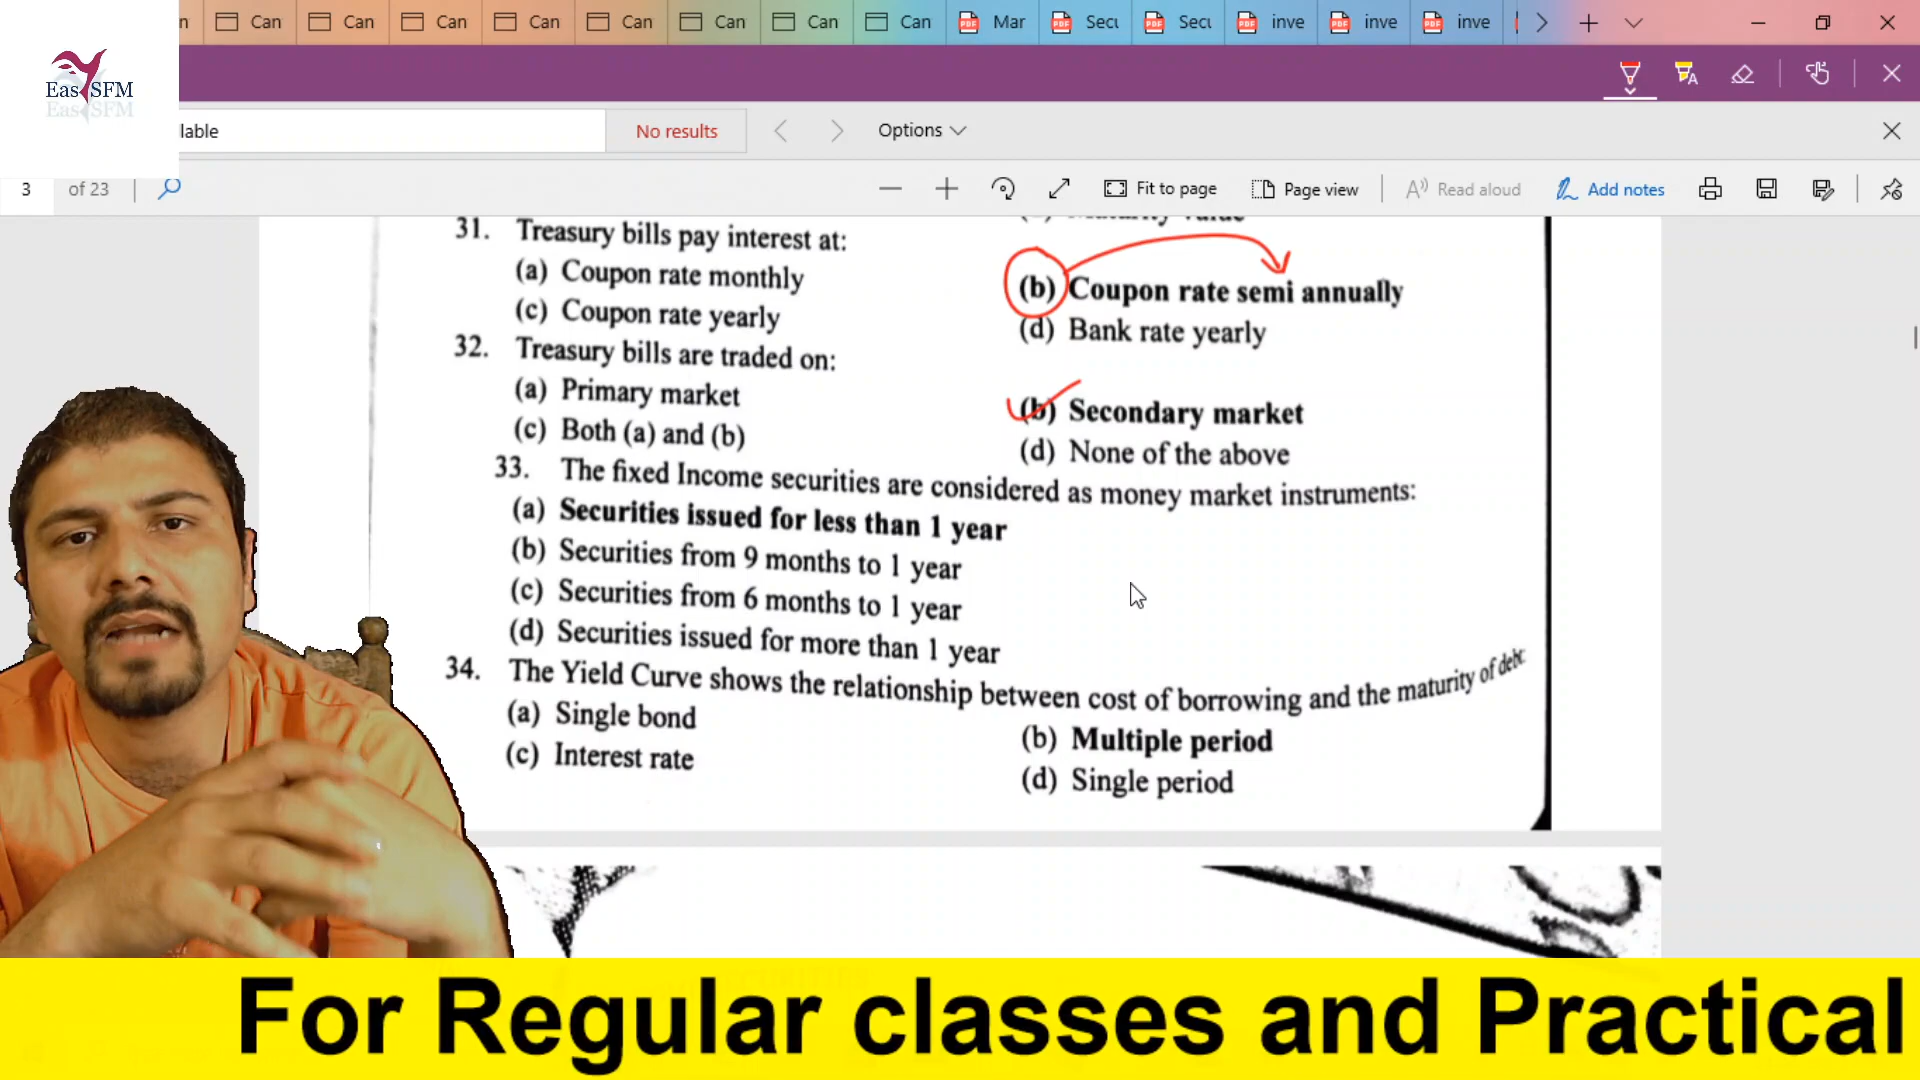 n Can Can Can Can Can Can Can Can Mar Secu Secu inve inve inve
EasySFM
lable No results Options
3 of 23 Fit to page Page view Read aloud Add notes
31. Treasury bills pay interest at:
(a) Coupon rate monthly (b) Coupon rate semi annually
(c) Coupon rate yearly (d) Bank rate yearly
32. Treasury bills are traded on:
(a) Primary market (b) Secondary market
(c) Both (a) and (b) (d) None of the above
33. The fixed Income securities are considered as money market instruments:
(a) Securities issued for less than 1 year
(b) Securities from 9 months to 1 year
(c) Securities from 6 months to 1 year
(d) Securities issued for more than 1 year
34. The Yield Curve shows the relationship between cost of borrowing and the maturity of debt:
(a) Single bond (b) Multiple period
(c) Interest rate (d) Single period
For Regular classes and Practical